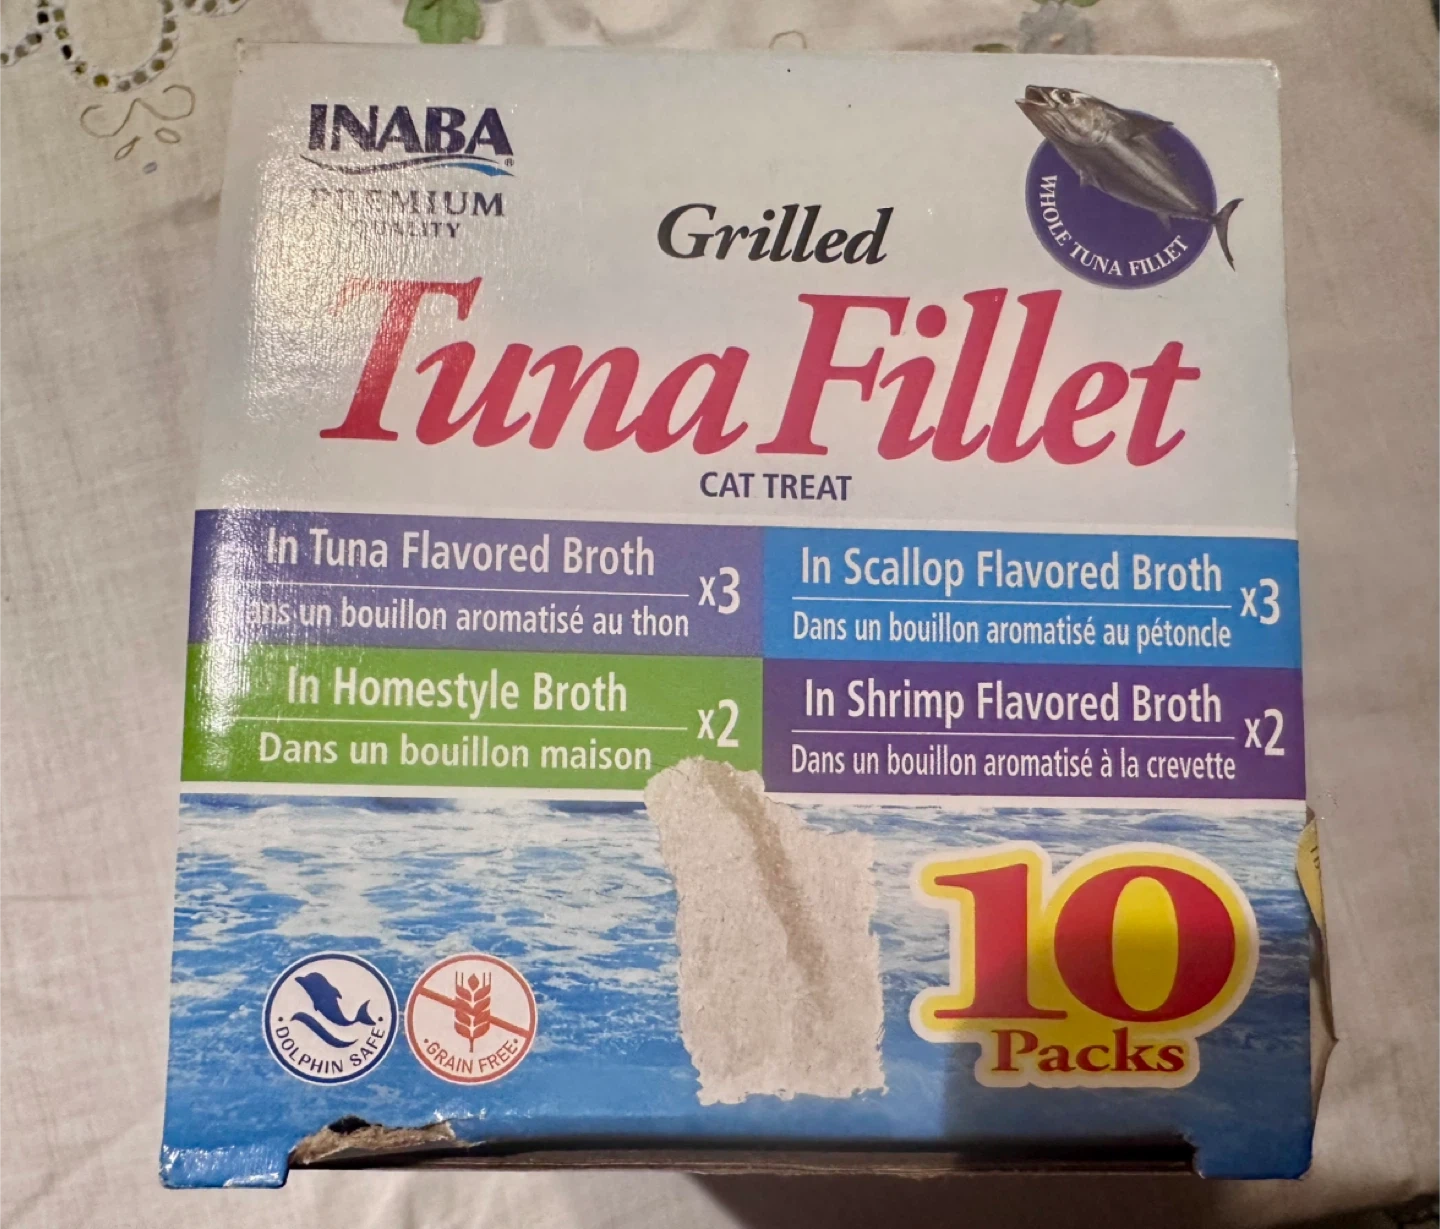 INABA®
PREMIUM
QUALITY
WHOLE TUNA FILLET
Grilled
Tuna Fillet
CAT TREAT
In Tuna Flavored Broth
x3
ans un bouillon aromatisé au thon
In Scallop Flavored Broth
x3
Dans un bouillon aromatisé au pétoncle
In Homestyle Broth
x2
Dans un bouillon maison
In Shrimp Flavored Broth
x2
Dans un bouillon aromatisé à la crevette
DOLPHIN SAFE
GRAIN FREE
10
Packs